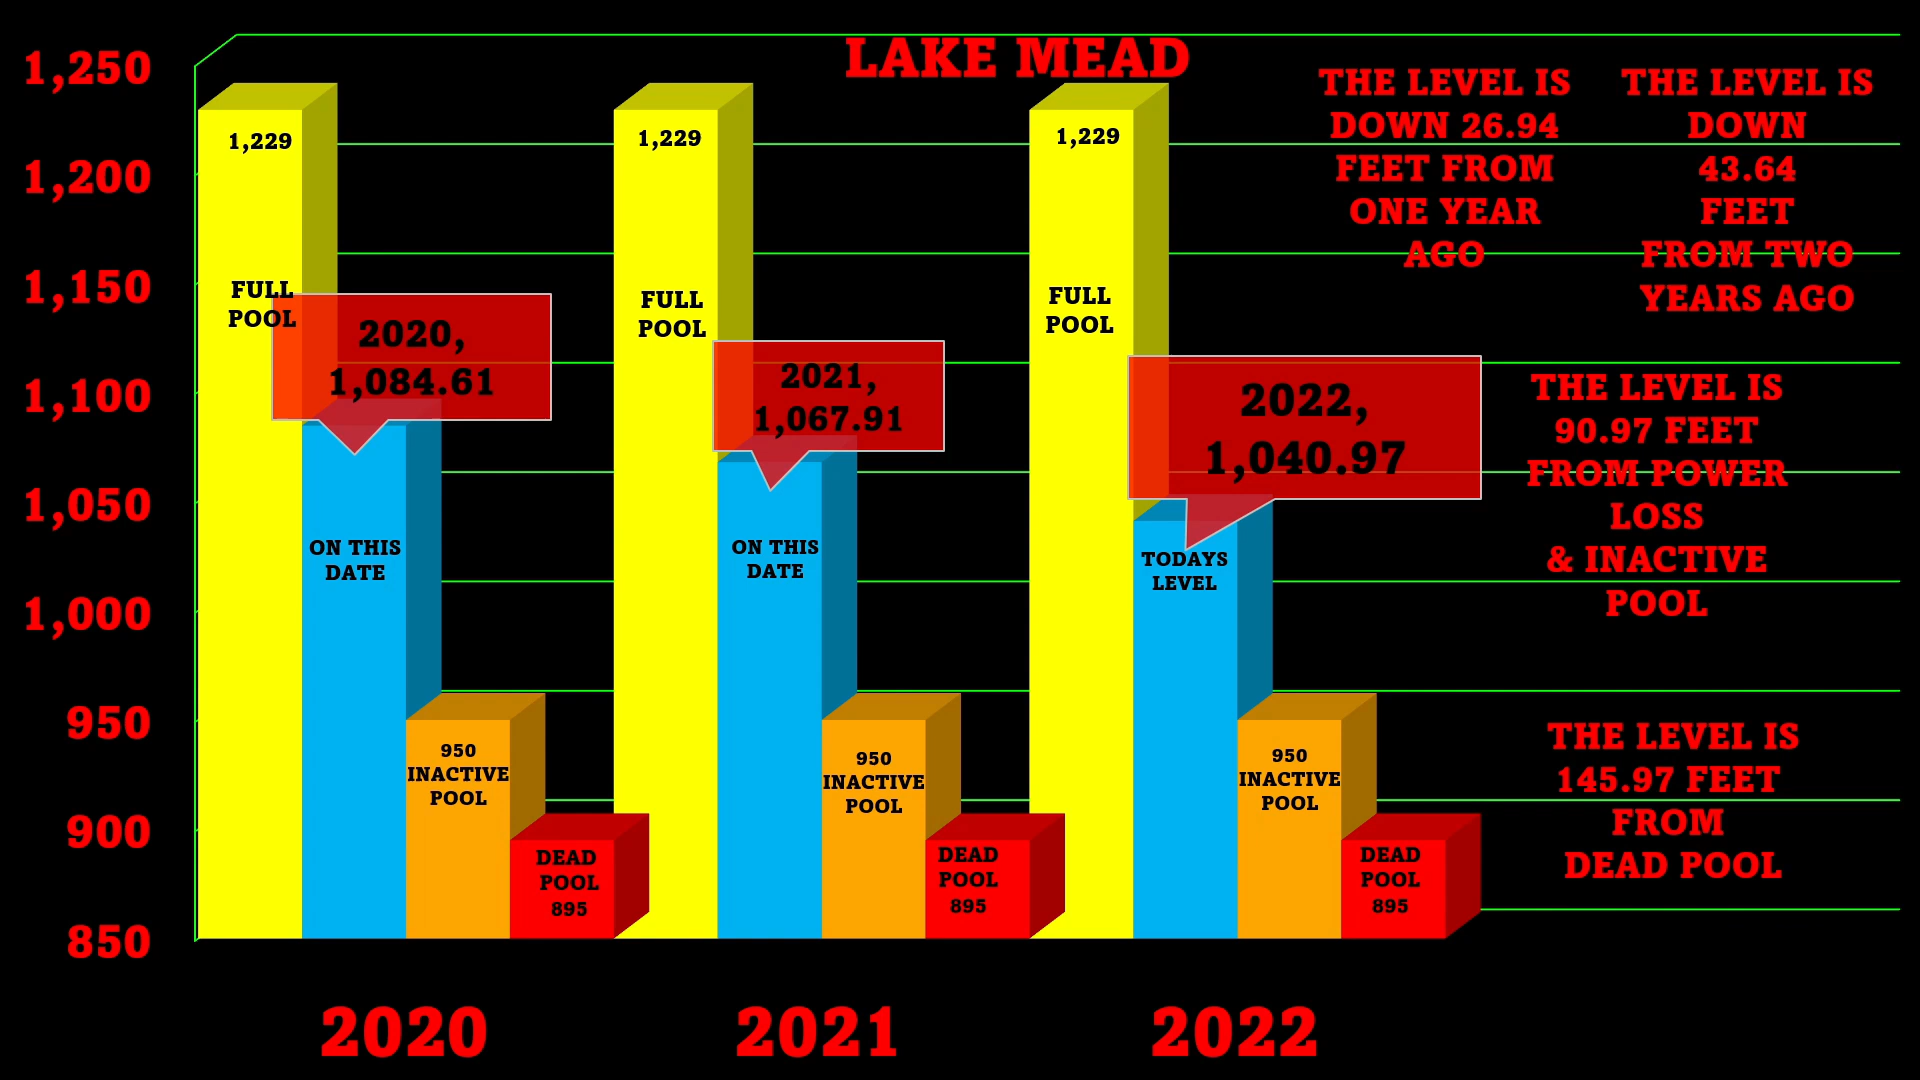 LAKE MEAD
1,250
1,200
1,150
1,100
1,050
1,000
950
900
850
1,229
FULL
POOL
2020,
1,084.61
ON THIS
DATE
950
INACTIVE
POOL
DEAD
POOL
895
1,229
FULL
POOL
2021,
1,067.91
ON THIS
DATE
950
INACTIVE
POOL
DEAD
POOL
895
1,229
FULL
POOL
2022,
1,040.97
TODAYS
LEVEL
950
INACTIVE
POOL
DEAD
POOL
895
THE LEVEL IS
DOWN 26.94
FEET FROM
ONE YEAR
AGO
THE LEVEL IS
DOWN
43.64
FEET
FROM TWO
YEARS AGO
THE LEVEL IS
90.97 FEET
FROM POWER
LOSS
& INACTIVE
POOL
THE LEVEL IS
145.97 FEET
FROM
DEAD POOL
2020
2021
2022